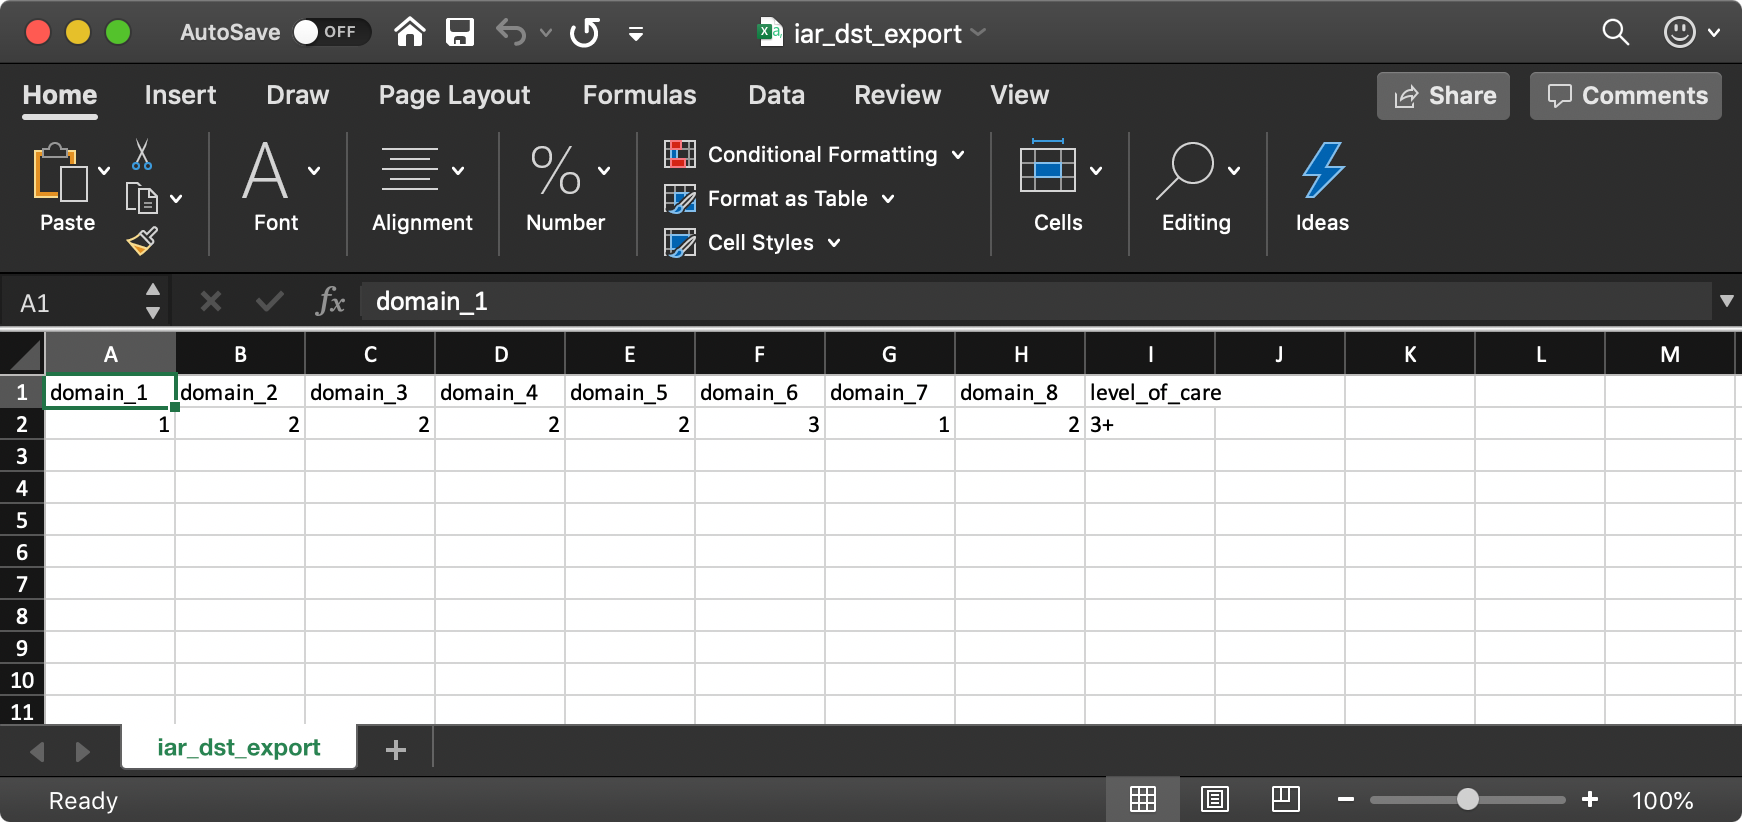 AutoSave OFF iar_dst_export
Home Insert Draw Page Layout Formulas Data Review View Share Comments
Paste Font Alignment % Number Conditional Formatting Format as Table Cell Styles Cells Editing Ideas
A1 fx domain_1
A B C D E F G H I J K L M
1 domain_1 domain_2 domain_3 domain_4 domain_5 domain_6 domain_7 domain_8 level_of_care
2 1 2 2 2 2 3 1 2 3+
3
4
5
6
7
8
9
10
11
iar_dst_export +
Ready 100%